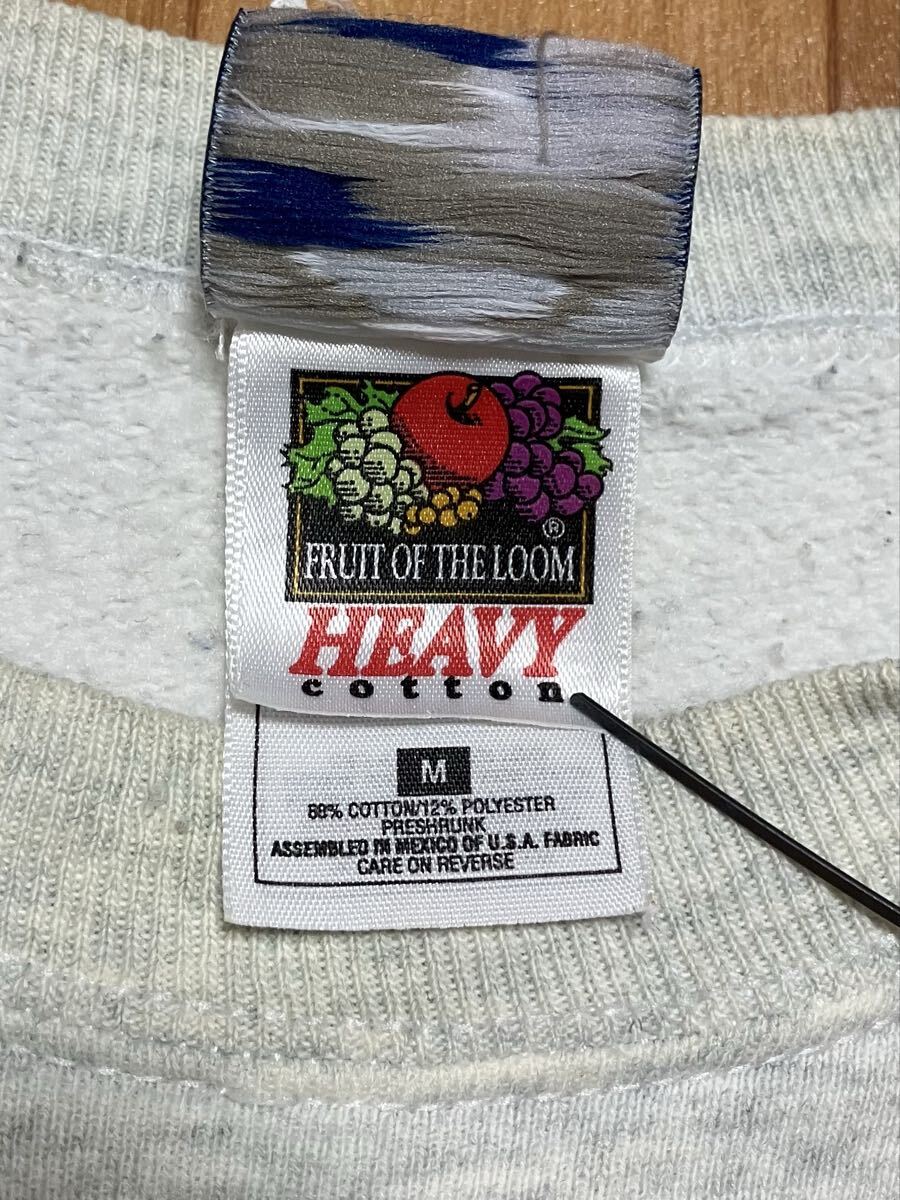 ®
FRUIT OF THE LOOM
HEAVY
cotton
M
88% COTTON/12% POLYESTER
PRESHRUNK
ASSEMBLED IN MEXICO OF U.S.A. FABRIC
CARE ON REVERSE